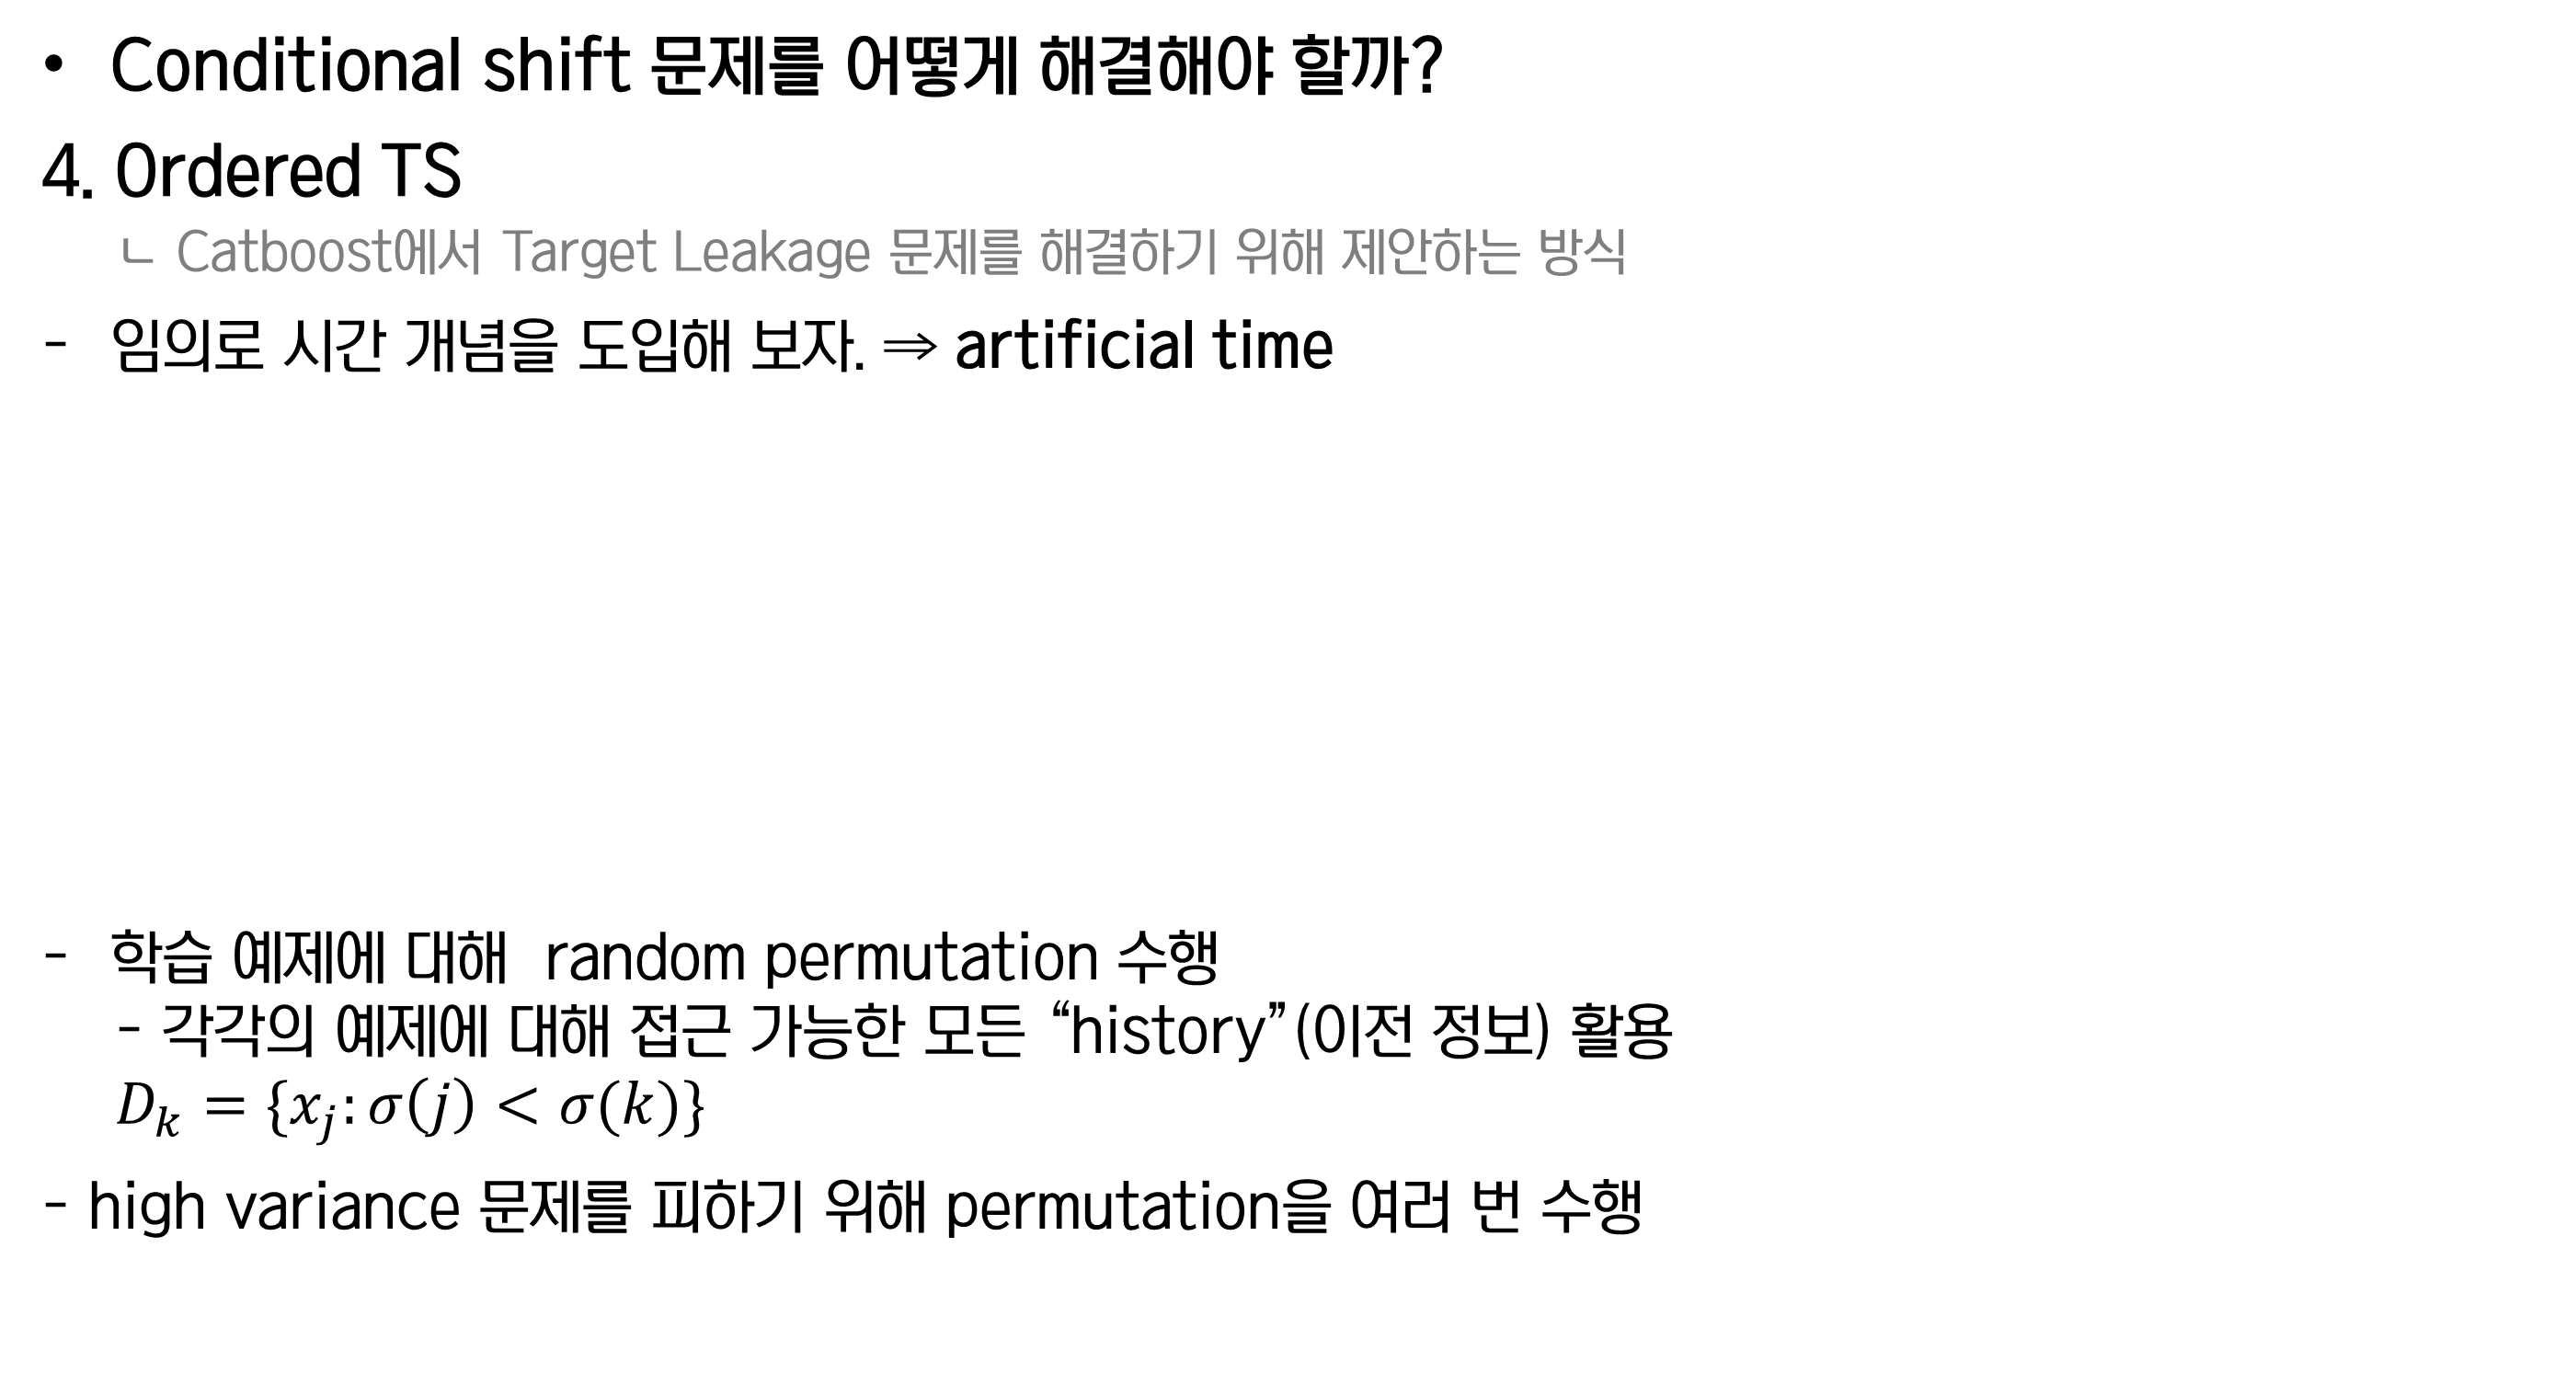 • Conditional shift 문제를 어떻게 해결해야 할까?
4. Ordered TS
ㄴ Catboost에서 Target Leakage 문제를 해결하기 위해 제안하는 방식
- 임의로 시간 개념을 도입해 보자. ⇒ artificial time
- 학습 예제에 대해 random permutation 수행
- 각각의 예제에 대해 접근 가능한 모든 “history”(이전 정보) 활용
D_k = {x_j: σ(j) < σ(k)}
- high variance 문제를 피하기 위해 permutation을 여러 번 수행